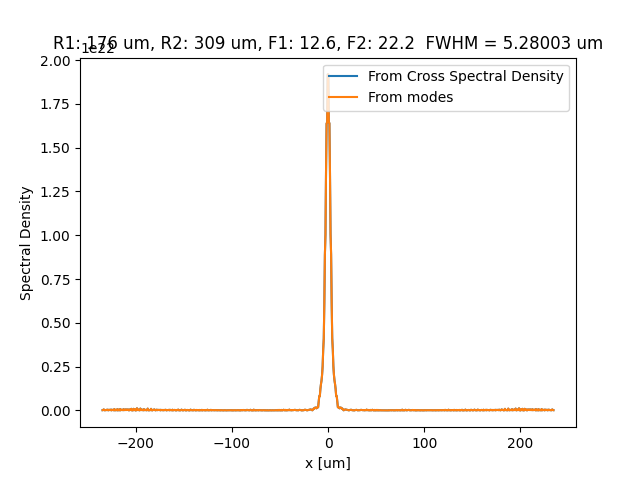 R1: 176 um, R2: 309 um, F1: 12.6, F2: 22.2  FWHM = 5.28003 um
1e22
From Cross Spectral Density
From modes
2.00
1.75
1.50
1.25
1.00
0.75
0.50
0.25
0.00
Spectral Density
−200
−100
0
100
200
x [um]